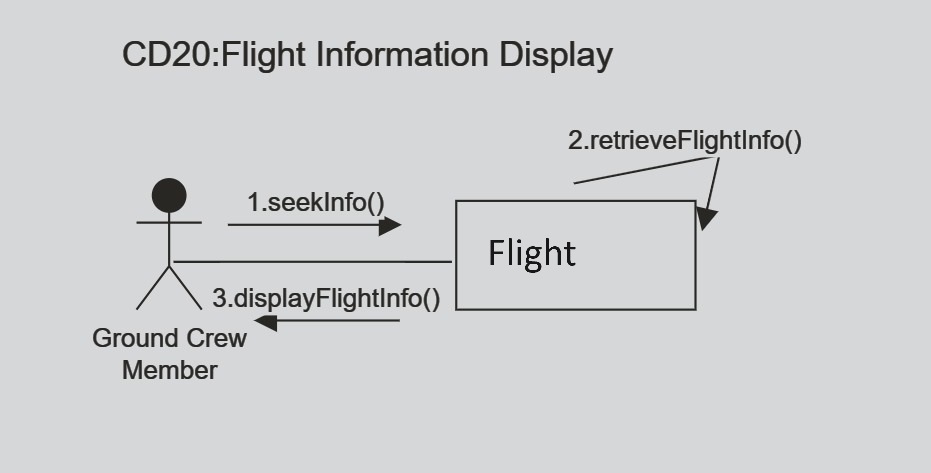 CD20:Flight Information Display
2.retrieveFlightInfo()
1.seekInfo()
Flight
3.displayFlightInfo()
Ground Crew
Member